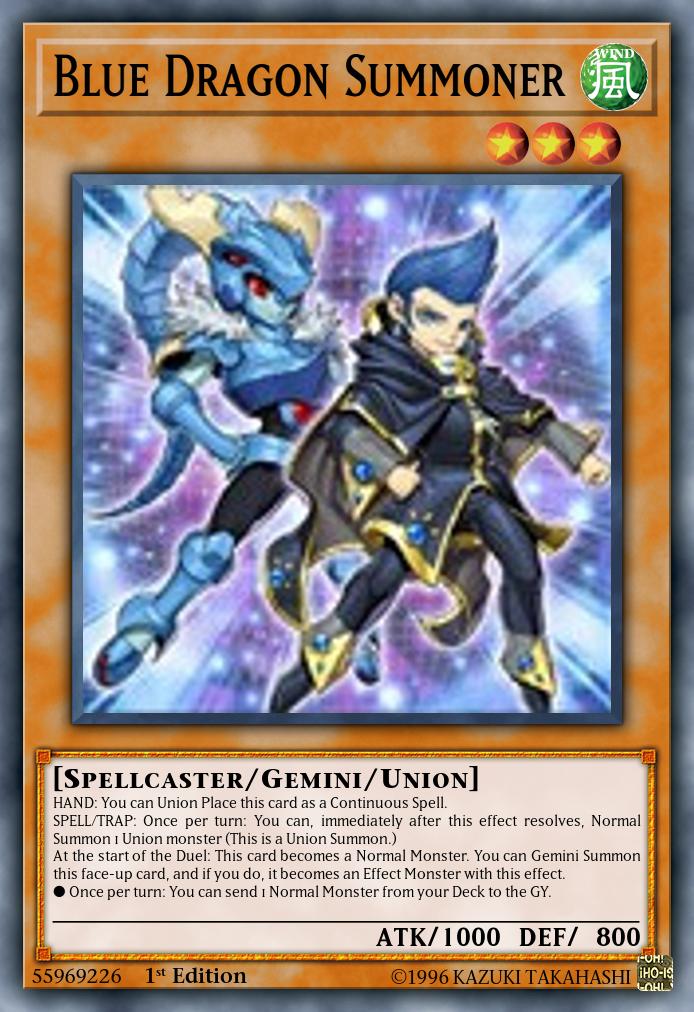 Blue Dragon Summoner
WIND
風
[Spellcaster/Gemini/Union]
HAND: You can Union Place this card as a Continuous Spell.
SPELL/TRAP: Once per turn: You can, immediately after this effect resolves, Normal
Summon 1 Union monster (This is a Union Summon.)
At the start of the Duel: This card becomes a Normal Monster. You can Gemini Summon
this face-up card, and if you do, it becomes an Effect Monster with this effect.
● Once per turn: You can send 1 Normal Monster from your Deck to the GY.
ATK/1000 DEF/ 800
55969226 1st Edition ©1996 KAZUKI TAKAHASHI